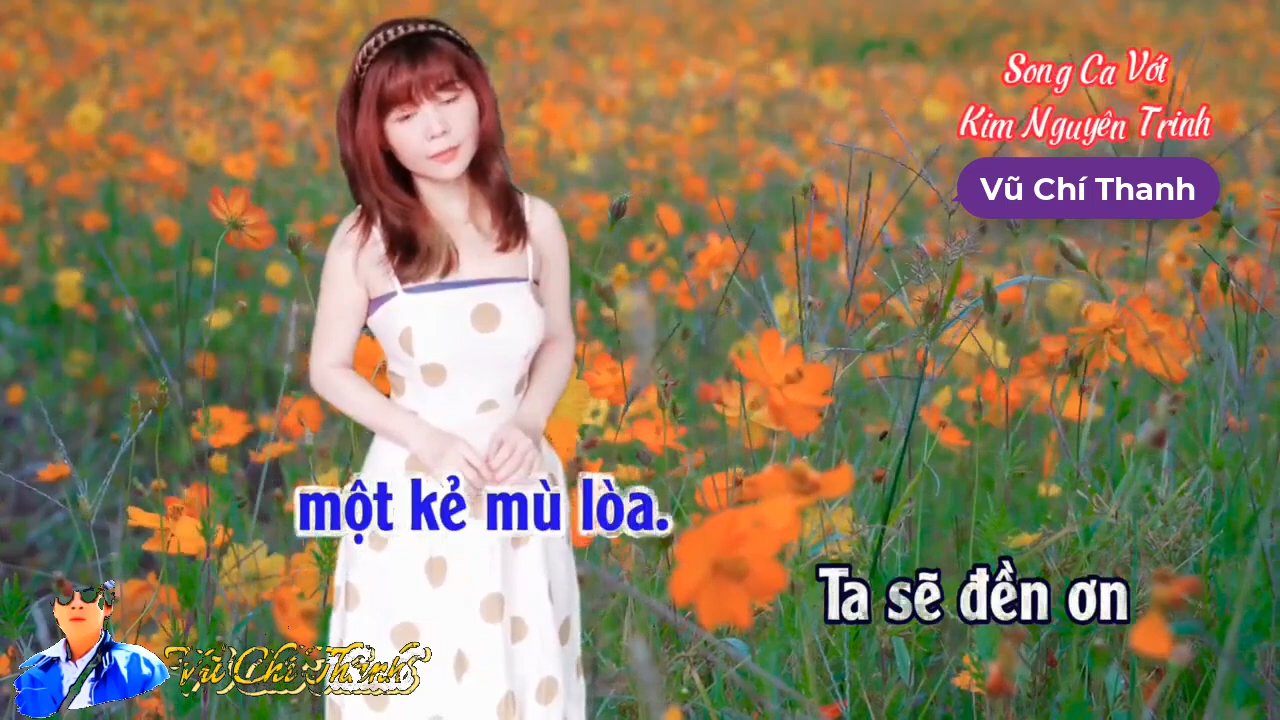 Song Ca Với
Kim Nguyên Trinh
Vũ Chí Thanh
một kẻ mù lòa.
Ta sẽ đền ơn
Vũ Chí Thanh